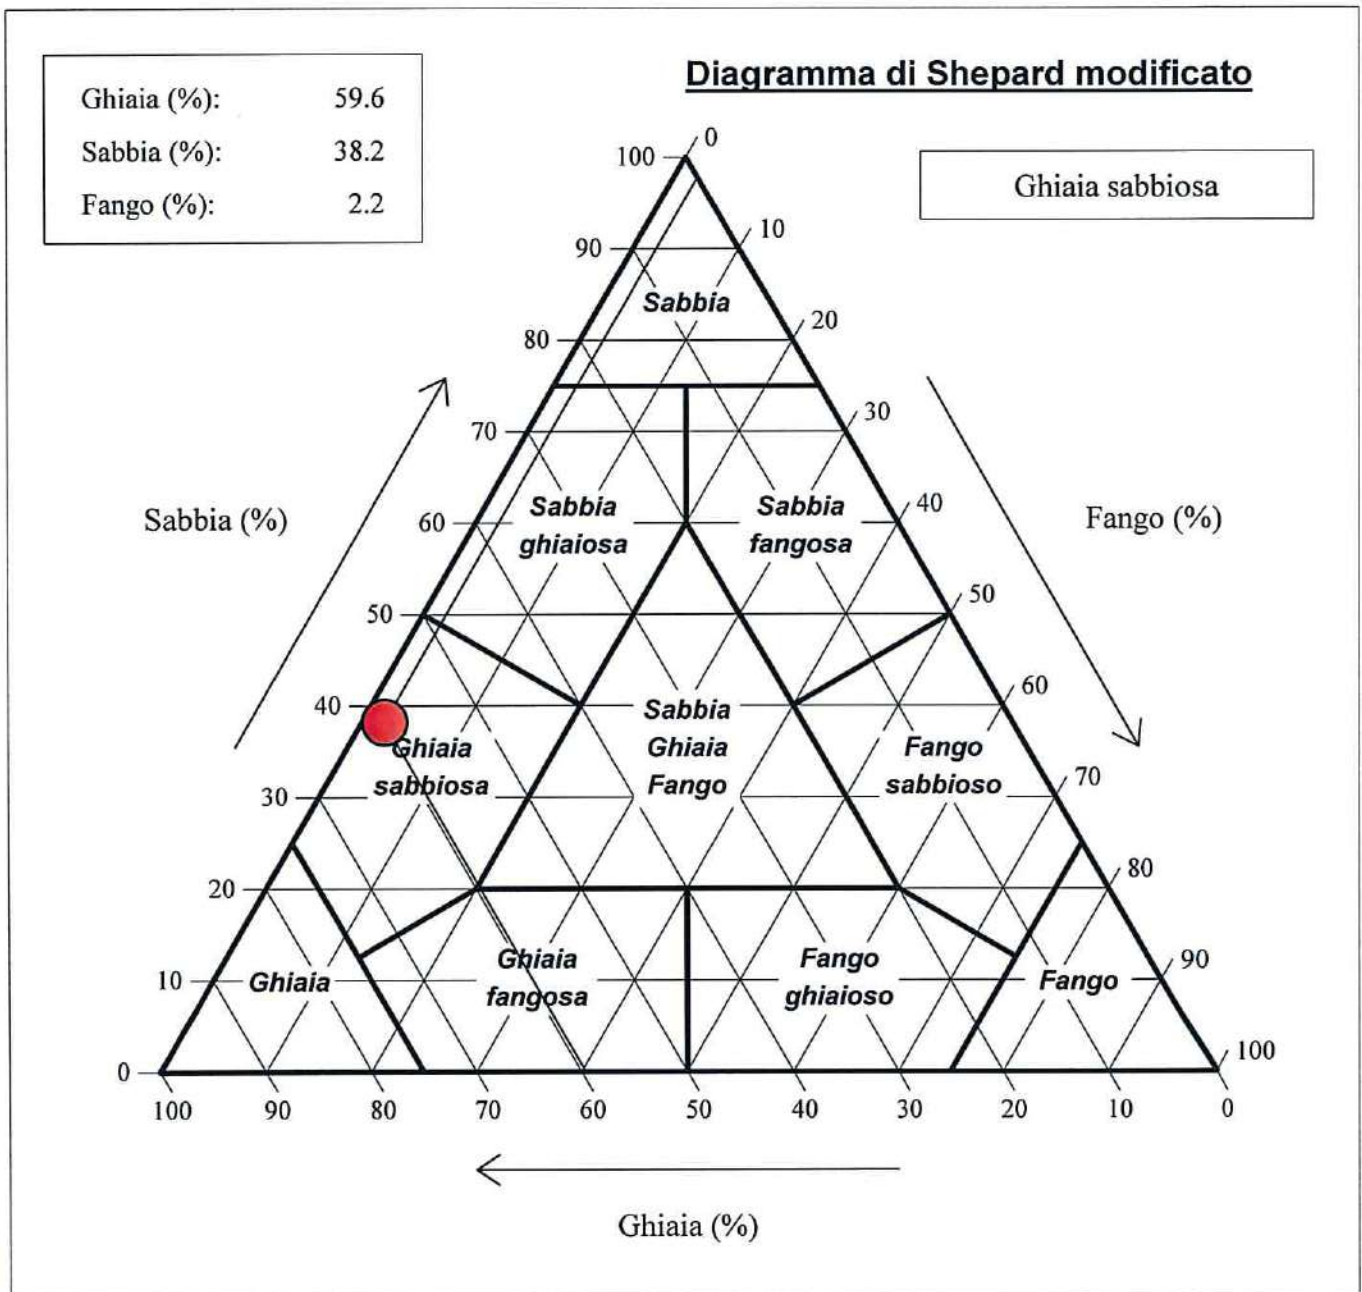 Diagramma di Shepard modificato
Ghiaia (%): 59.6
Sabbia (%): 38.2
Fango (%): 2.2
Ghiaia sabbiosa
100
0
90
10
Sabbia
80
20
70
30
Sabbia (%)
60
Sabbia
ghiaiosa
Sabbia
fangosa
40
Fango (%)
50
50
40
60
Ghiaia
sabbiosa
Sabbia
Ghiaia
Fango
Fango
sabbioso
30
70
20
80
Ghiaia
fangosa
Fango
ghiaioso
10
Ghiaia
Fango
90
0
100
100 90 80 70 60 50 40 30 20 10 0
Ghiaia (%)